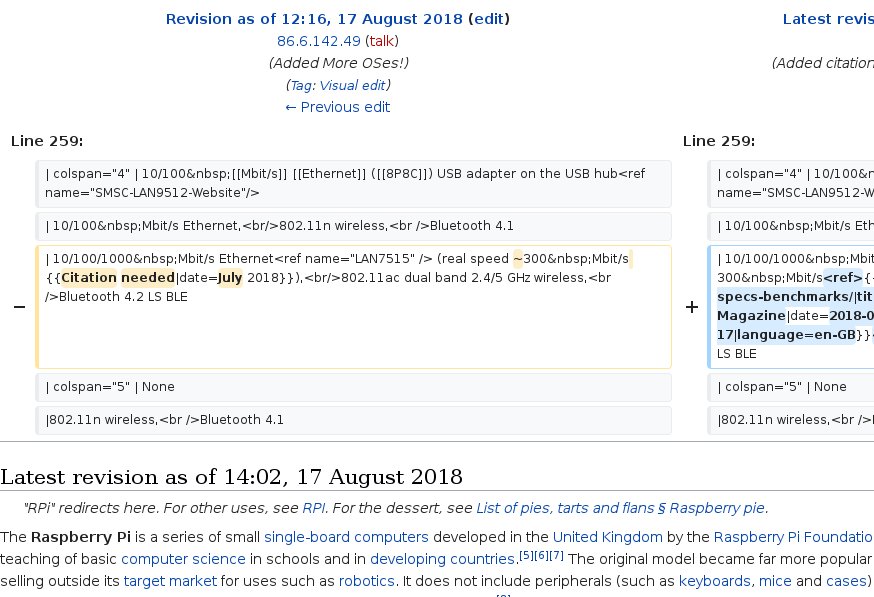 Revision as of 12:16, 17 August 2018 (edit)
86.6.142.49 (talk)
(Added More OSes!)
(Tag: Visual edit)
← Previous edit
Latest revis
(Added citation
Line 259:
| colspan="4" | 10/100&nbsp;[[Mbit/s]] [[Ethernet]] ([[8P8C]]) USB adapter on the USB hub<ref
name="SMSC-LAN9512-Website"/>
| 10/100&nbsp;Mbit/s Ethernet,<br/>802.11n wireless,<br />Bluetooth 4.1
−
| 10/100/1000&nbsp;Mbit/s Ethernet<ref name="LAN7515" /> (real speed ~300&nbsp;Mbit/s
{{Citation needed|date=July 2018}}),<br/>802.11ac dual band 2.4/5 GHz wireless,<br
/>Bluetooth 4.2 LS BLE
| colspan="5" | None
|802.11n wireless,<br />Bluetooth 4.1
Line 259:
| colspan="4" | 10/100&n
name="SMSC-LAN9512-W
| 10/100&nbsp;Mbit/s Eth
+
| 10/100/1000&nbsp;Mbit
300&nbsp;Mbit/s<ref>{
specs-benchmarks/|tit
Magazine|date=2018-0
17|language=en-GB}}
LS BLE
| colspan="5" | None
|802.11n wireless,<br />
Latest revision as of 14:02, 17 August 2018
"RPi" redirects here. For other uses, see RPI. For the dessert, see List of pies, tarts and flans § Raspberry pie.
The Raspberry Pi is a series of small single-board computers developed in the United Kingdom by the Raspberry Pi Foundatio
teaching of basic computer science in schools and in developing countries.[5][6][7] The original model became far more popular
selling outside its target market for uses such as robotics. It does not include peripherals (such as keyboards, mice and cases)